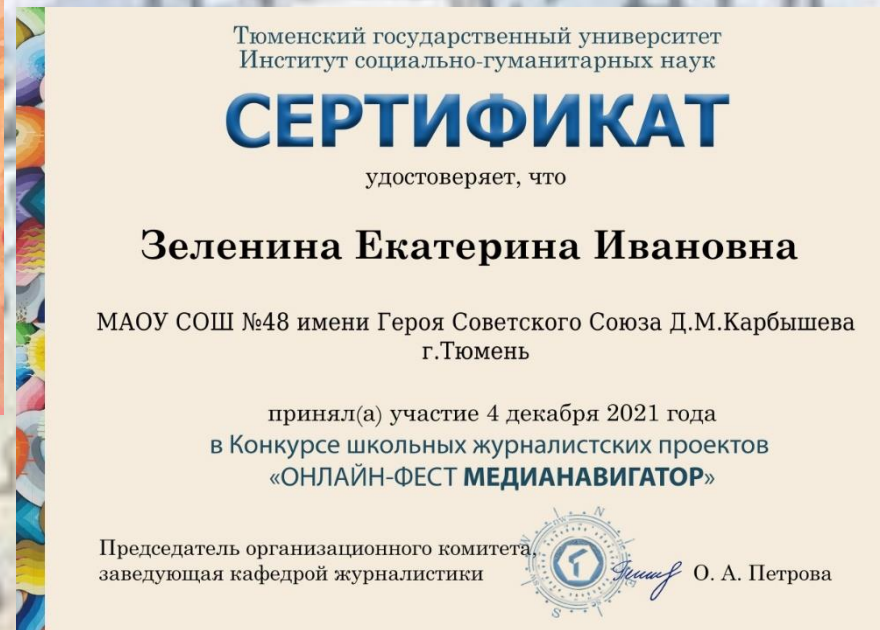 Тюменский государственный университет
Институт социально-гуманитарных наук
СЕРТИФИКАТ
удостоверяет, что
Зеленина Екатерина Ивановна
МАОУ СОШ №48 имени Героя Советского Союза Д.М.Карбышева
г.Тюмень
принял(а) участие 4 декабря 2021 года
в Конкурсе школьных журналистских проектов
«ОНЛАЙН-ФЕСТ МЕДИАНАВИГАТОР»
Председатель организационного комитета,
заведующая кафедрой журналистики
О. А. Петрова